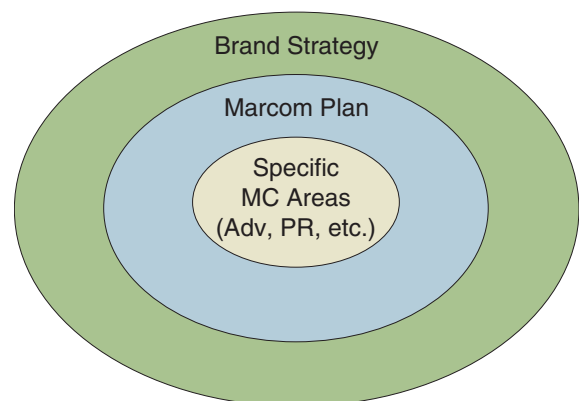 Brand Strategy
Marcom Plan
Specific
MC Areas
(Adv, PR, etc.)